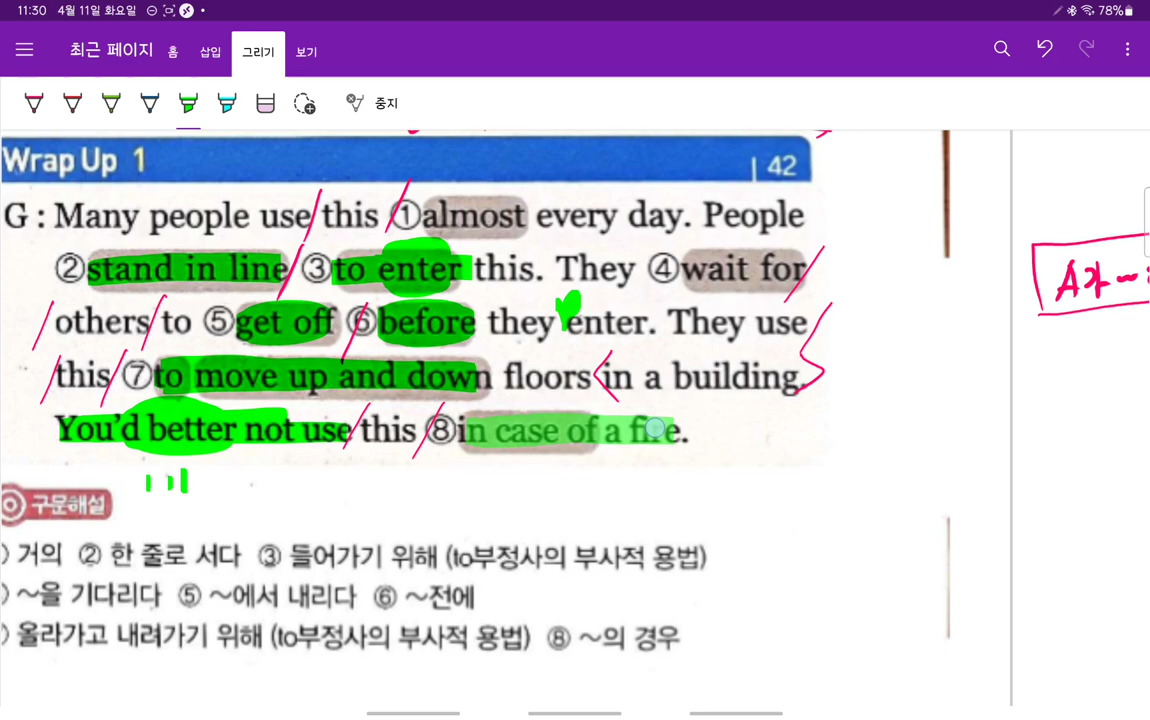 11:30 4월 11일 화요일 78%
최근 페이지 홈 삽입 그리기 보기
중지
Wrap Up 1 42
G : Many people use this ①almost every day. People
②stand in line ③to enter this. They ④wait for
others to ⑤get off ⑥before they enter. They use
this ⑦to move up and down floors in a building.
You'd better not use this ⑧in case of a fire.
구문해설
) 거의 ② 한 줄로 서다 ③ 들어가기 위해 (to부정사의 부사적 용법)
) ~을 기다리다 ⑤ ~에서 내리다 ⑥ ~전에
) 올라가고 내려가기 위해 (to부정사의 부사적 용법) ⑧ ~의 경우